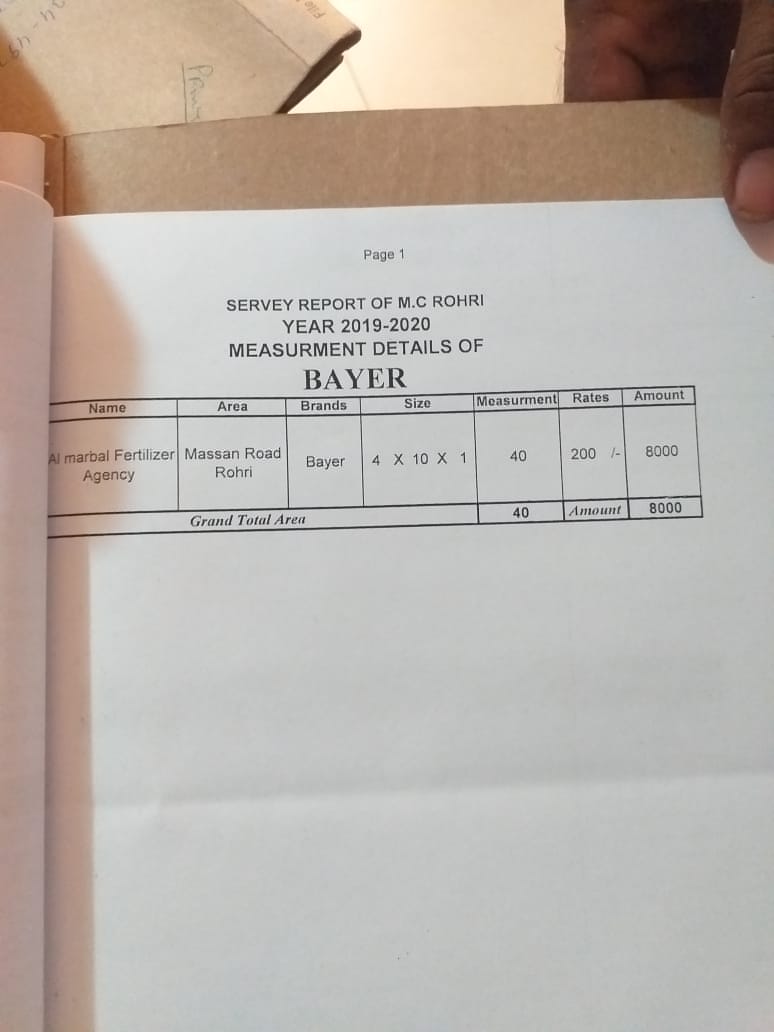 Page 1
SERVEY REPORT OF M.C ROHRI
YEAR 2019-2020
MEASURMENT DETAILS OF
BAYER
Name Area Brands Size Measurment Rates Amount
Al marbal Fertilizer Agency Massan Road Rohri Bayer 4 X 10 X 1 40 200 /- 8000
Grand Total Area 40 Amount 8000
File